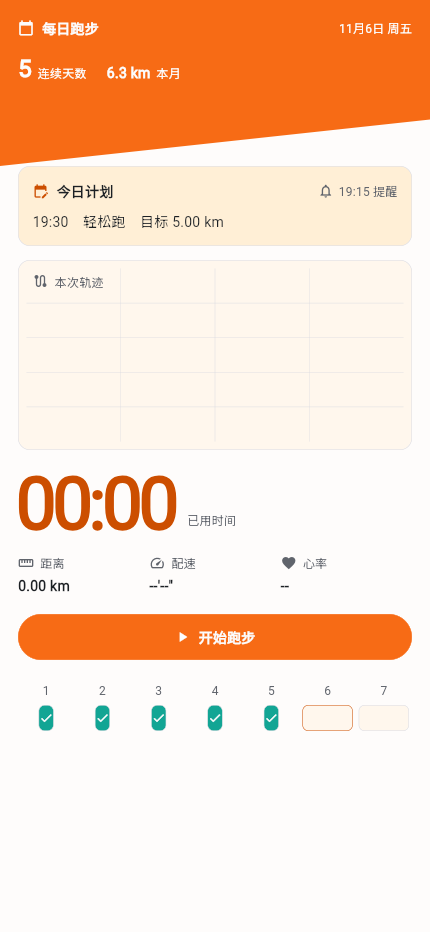 每日跑步 11月6日 周五
5 连续天数 6.3 km 本月
今日计划 19:15 提醒
19:30 轻松跑 目标 5.00 km
本次轨迹
00:00 已用时间
距离 配速 心率
0.00 km --'--" --
开始跑步
1 2 3 4 5 6 7